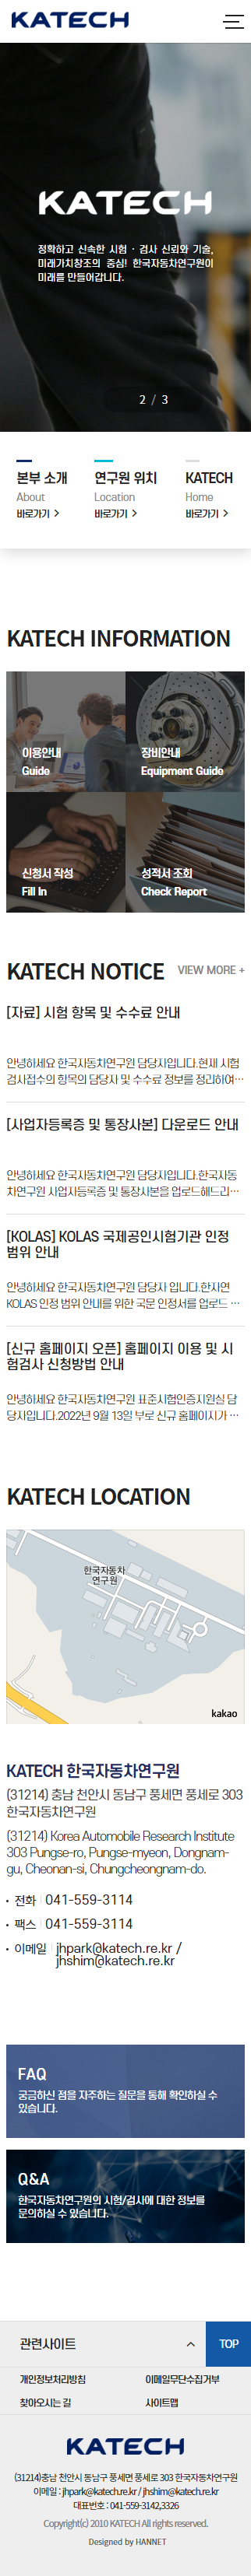 KATECH
KATECH
정확하고 신속한 시험 · 검사 신뢰와 기술,
미래가치창조의 중심! 한국자동차연구원이
미래를 만들어갑니다.
2 / 3
본부 소개
About
바로가기 >
연구원 위치
Location
바로가기 >
KATECH
Home
바로가기 >
KATECH INFORMATION
이용안내
Guide
장비안내
Equipment Guide
신청서 작성
Fill In
성적서 조회
Check Report
KATECH NOTICE
VIEW MORE +
[자료] 시험 항목 및 수수료 안내
안녕하세요 한국자동차연구원 담당자입니다.현재 시험
검사접수의 항목의 담당사 및 수수료 정보를 정리하여…
[사업자등록증 및 통장사본] 다운로드 안내
안녕하세요 한국자동차연구원 담당자입니다.한국자동
차연구원 사업자등록증 및 통장사본을 업로드해드리…
[KOLAS] KOLAS 국제공인시험기관 인정
범위 안내
안녕하세요 한국자동차연구원 담당자 입니다.한자연
KOLAS 인정 범위 안내를 위한 국문 인정서를 업로드 …
[신규 홈페이지 오픈] 홈페이지 이용 및 시
험검사 신청방법 안내
안녕하세요 한국자동차연구원 표준시험인증지원실 담
당자입니다.2022년 9월 13일 부로 신규 홈페이지가 …
KATECH LOCATION
한국자동차
연구원
kakao
KATECH 한국자동차연구원
(31214) 충남 천안시 동남구 풍세면 풍세로 303
한국자동차연구원
(31214) Korea Automobile Research Institute
303 Pungse-ro, Pungse-myeon, Dongnam-
gu, Cheonan-si, Chungcheongnam-do.
• 전화 | 041-559-3114
• 팩스 | 041-559-3114
• 이메일 | jhpark@katech.re.kr /
jhshim@katech.re.kr
FAQ
궁금하신 점을 자주하는 질문을 통해 확인하실 수
있습니다.
Q&A
한국자동차연구원의 시험/검사에 대한 정보를
문의하실 수 있습니다.
관련사이트
TOP
개인정보처리방침
이메일무단수집거부
찾아오시는 길
사이트맵
KATECH
(31214)충남 천안시 동남구 풍세면 풍세로 303 한국자동차연구원
이메일 : jhpark@katech.re.kr / jhshim@katech.re.kr
대표번호 : 041-559-3142,3326
Copyright(c) 2010 KATECH All rights reserved.
Designed by HANNET